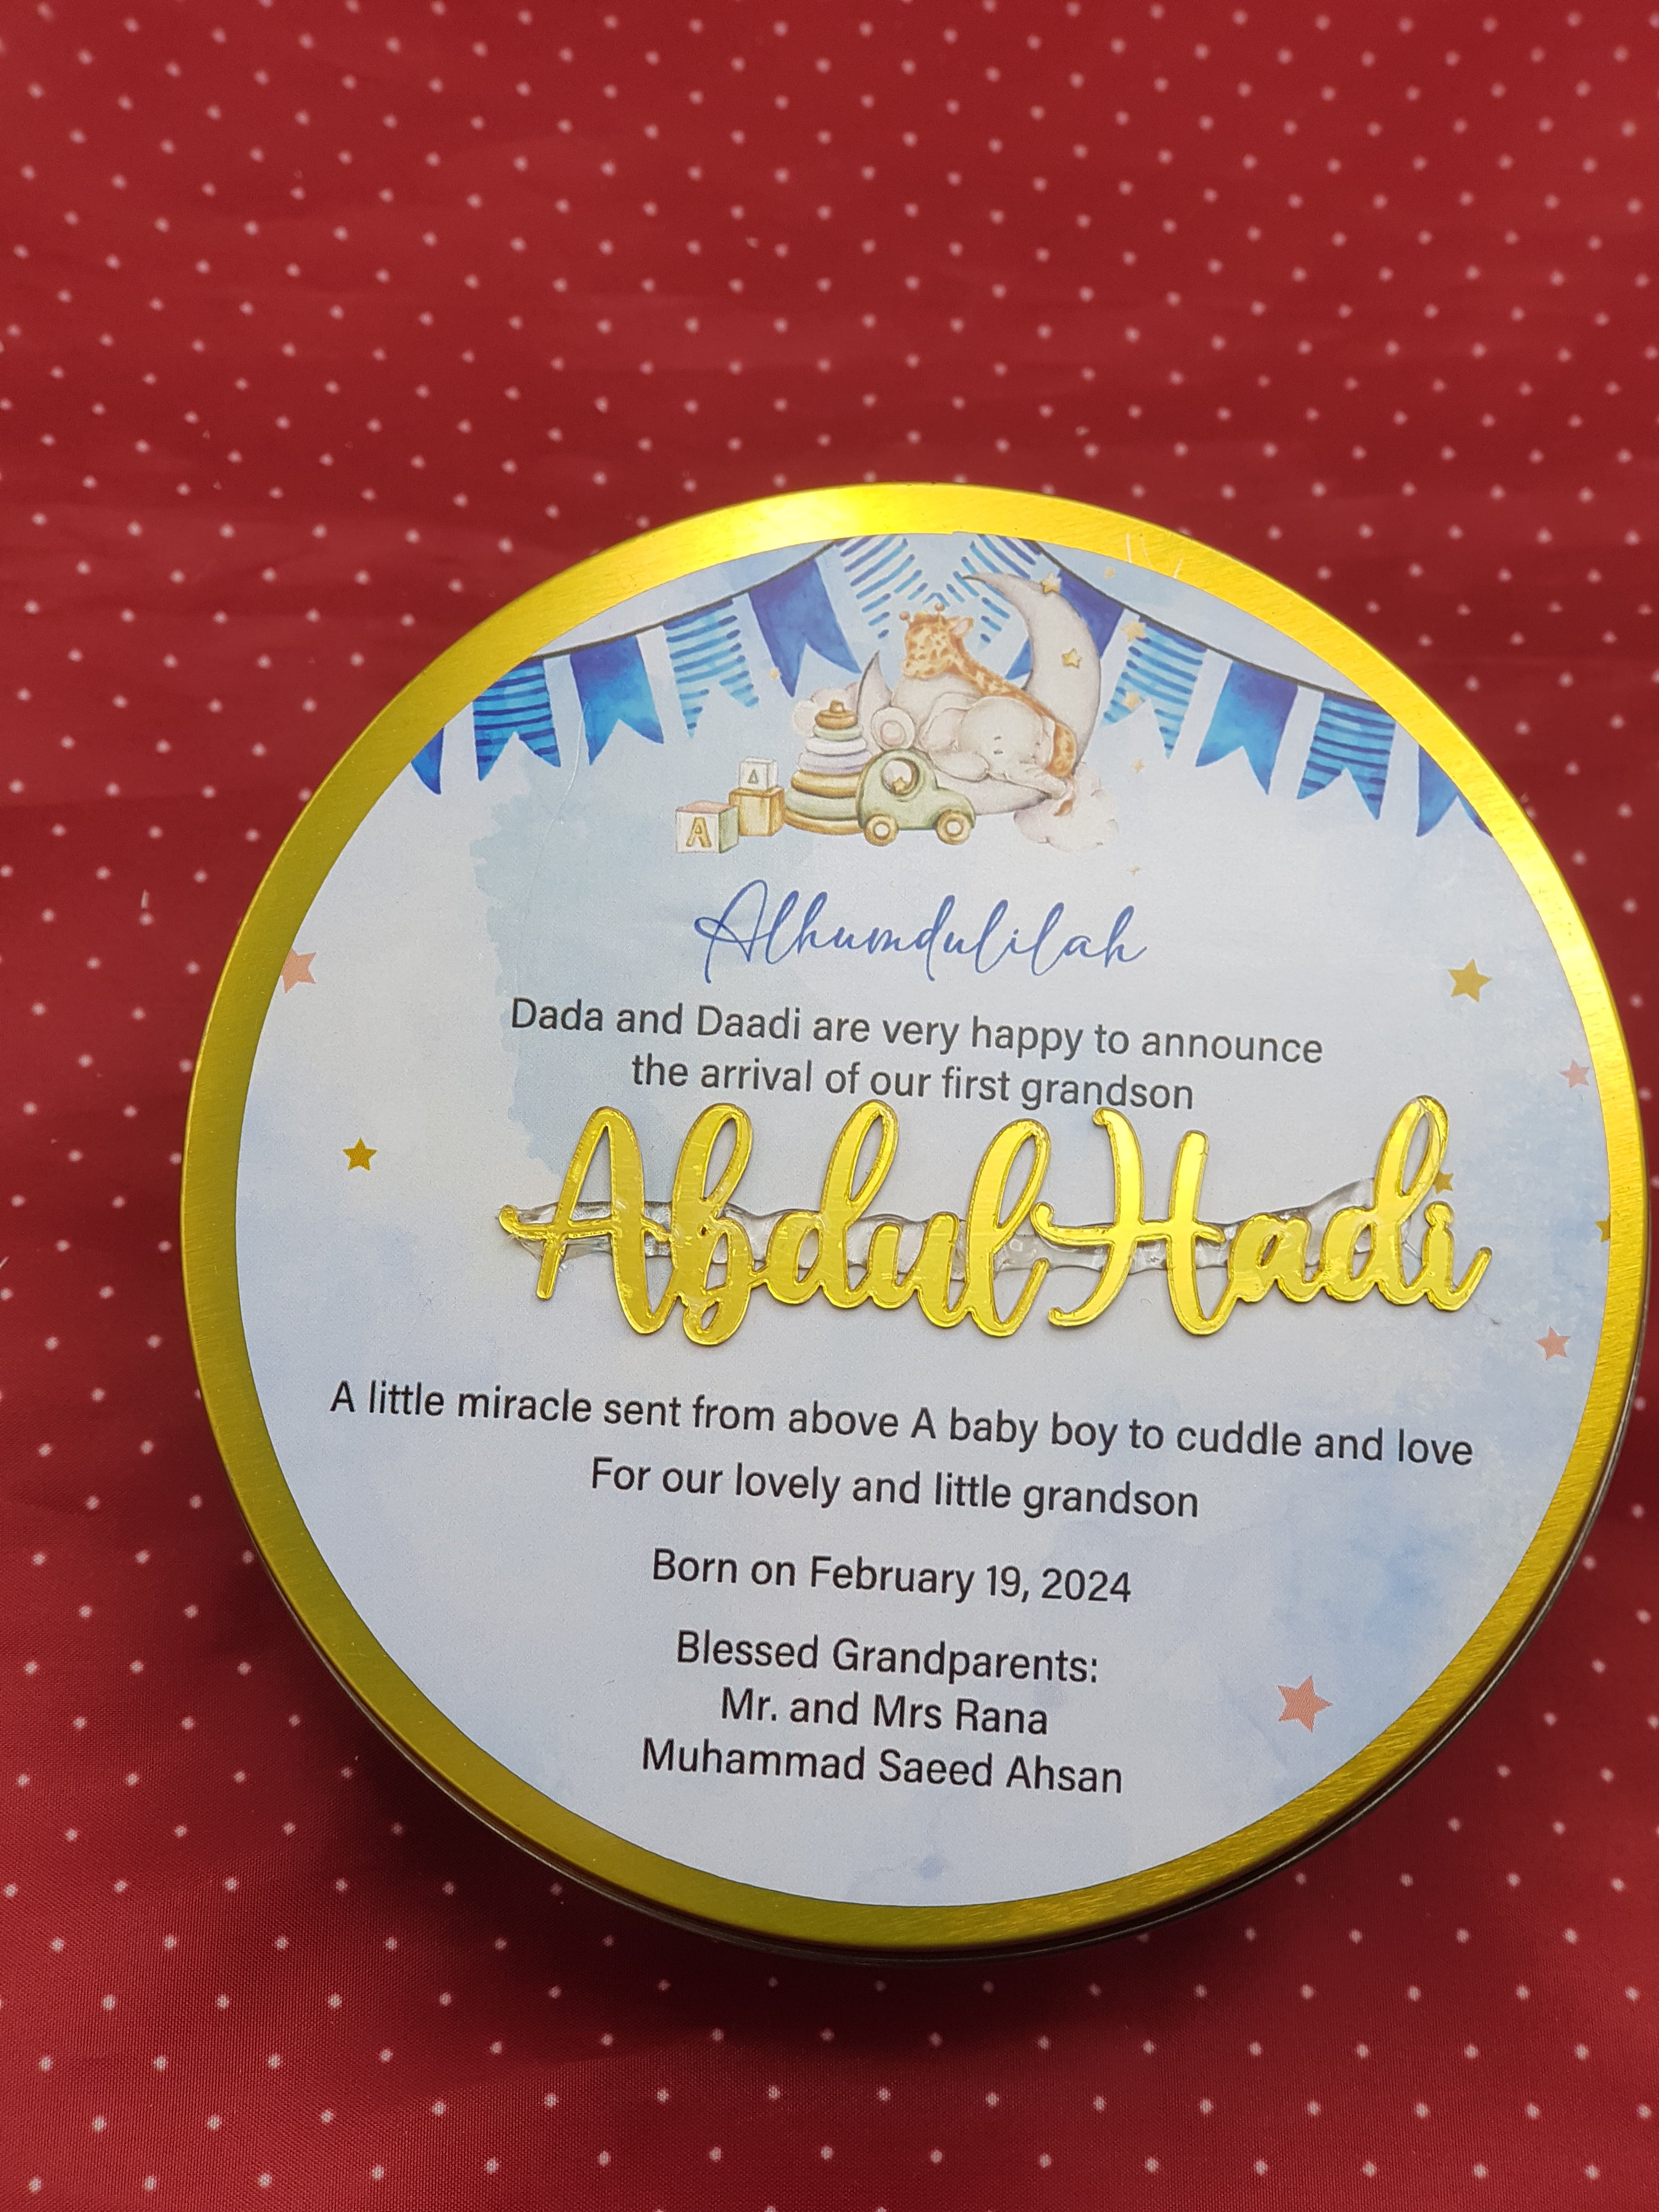 A
A
Alhumdulilah
Dada and Daadi are very happy to announce
the arrival of our first grandson
Abdul Hadi
A little miracle sent from above A baby boy to cuddle and love
For our lovely and little grandson
Born on February 19, 2024
Blessed Grandparents:
Mr. and Mrs Rana
Muhammad Saeed Ahsan